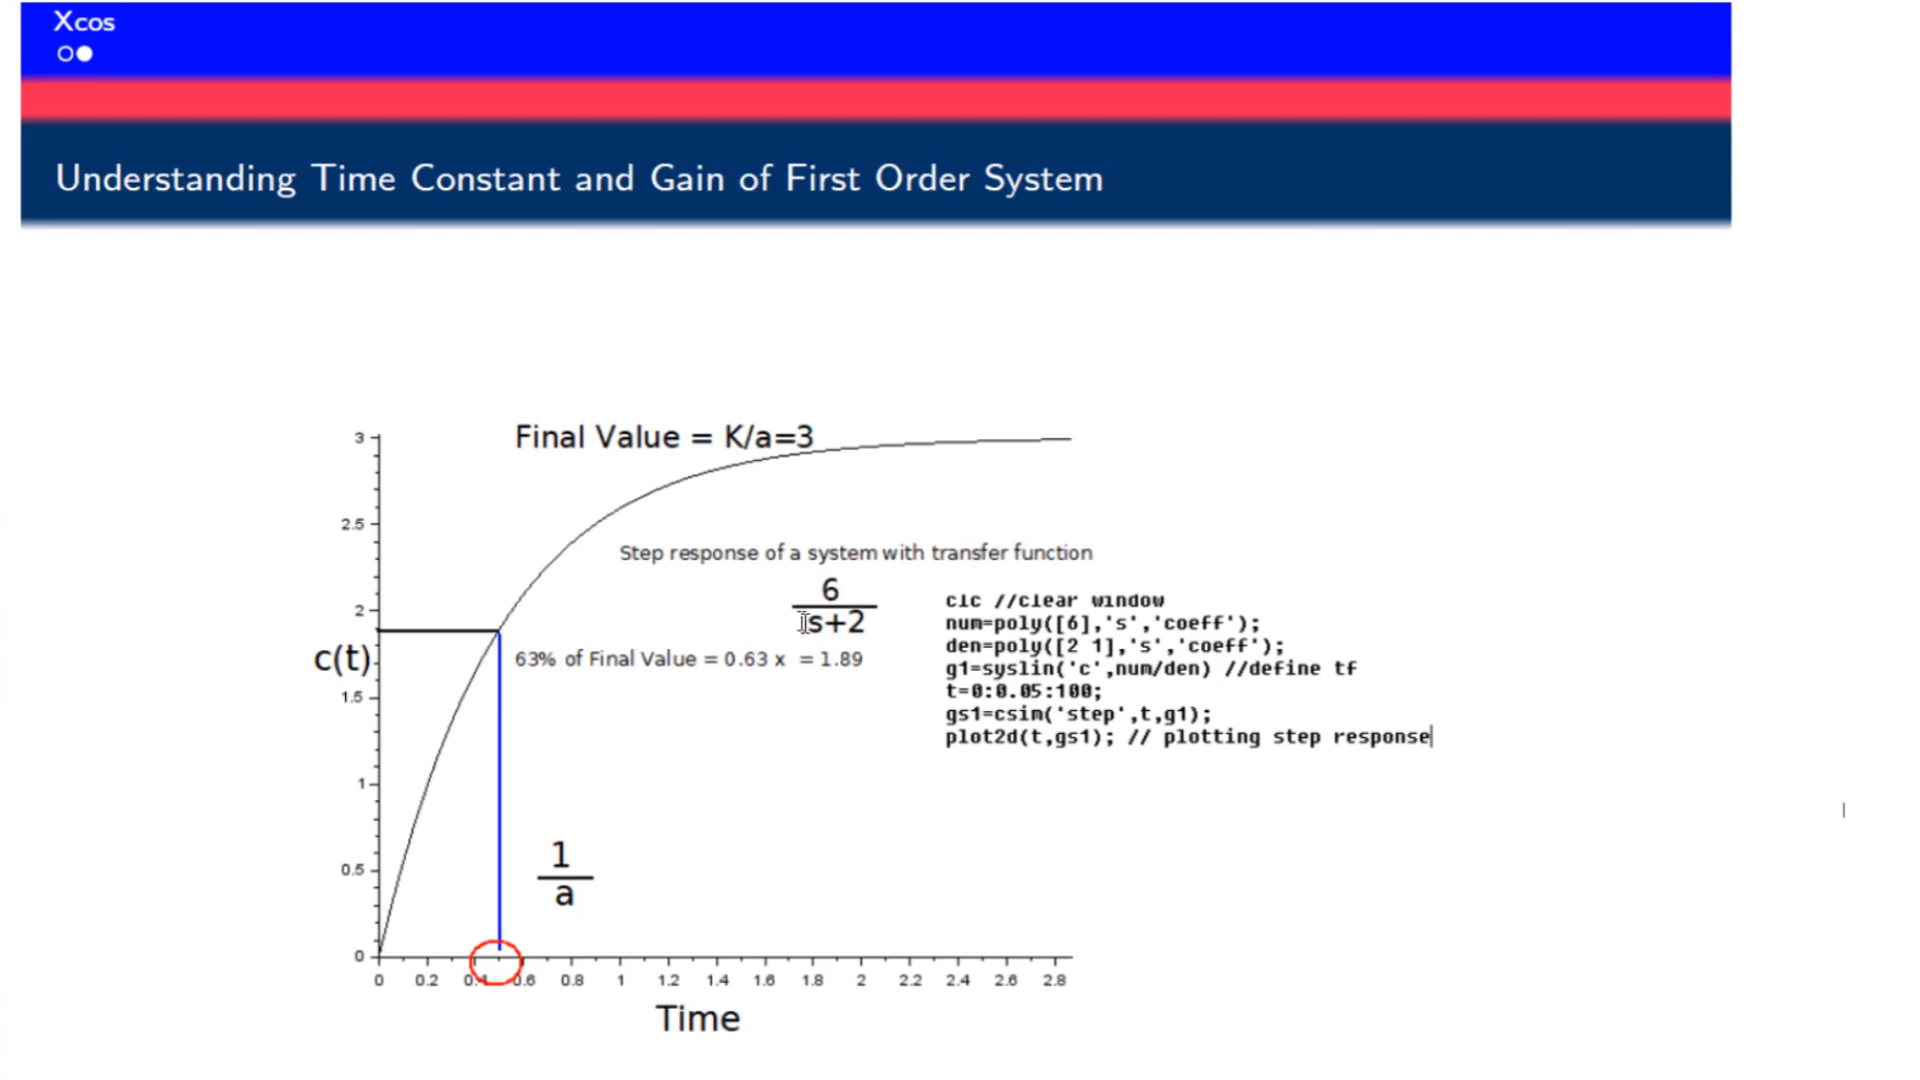 Xcos
Understanding Time Constant and Gain of First Order System
Final Value = K/a=3
3
2.5
2
1.5
1
0.5
0
c(t)
Step response of a system with transfer function
6
s+2
63% of Final Value = 0.63 x = 1.89
clc //clear window
num=poly([6],'s','coeff');
den=poly([2 1],'s','coeff');
g1=syslin('c',num/den) //define tf
t=0:0.05:100;
gs1=csim('step',t,g1);
plot2d(t,gs1); // plotting step response
1
a
0 0.2 0.4 0.6 0.8 1 1.2 1.4 1.6 1.8 2 2.2 2.4 2.6 2.8
Time